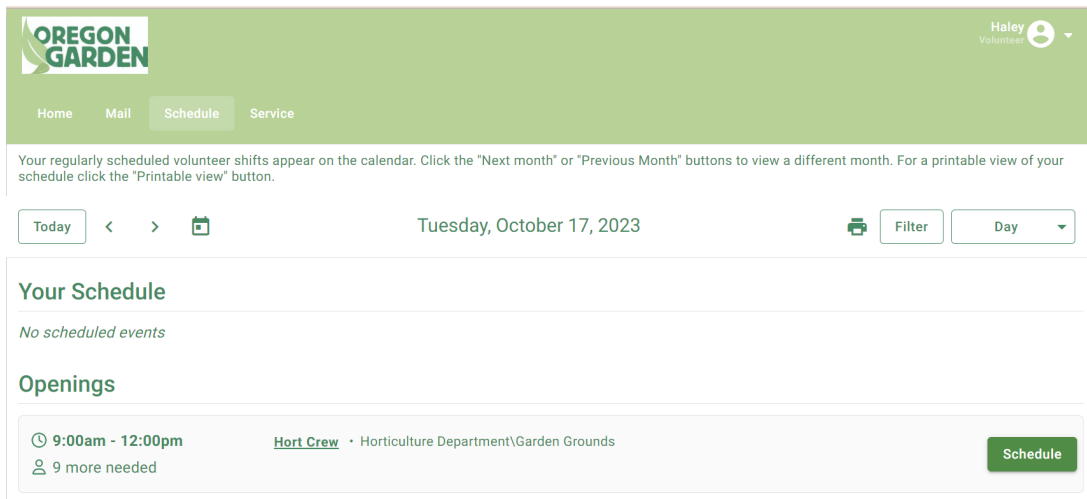 OREGON
GARDEN
Haley
Volunteer
Home Mail Schedule Service
Your regularly scheduled volunteer shifts appear on the calendar. Click the "Next month" or "Previous Month" buttons to view a different month. For a printable view of your
schedule click the "Printable view" button.
Today Tuesday, October 17, 2023 Filter Day
Your Schedule
No scheduled events
Openings
9:00am - 12:00pm Hort Crew • Horticulture Department\Garden Grounds
9 more needed
Schedule